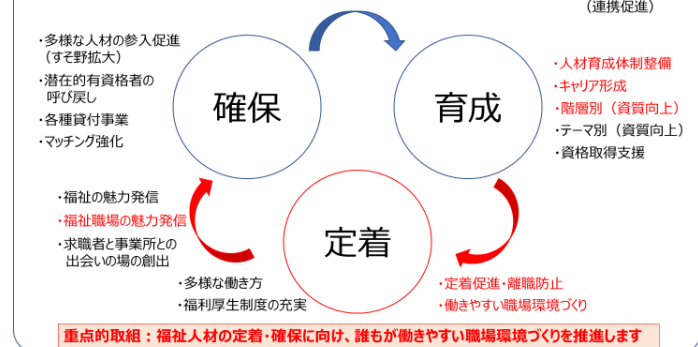 （連携促進）
・多様な人材の参入促進
（すそ野拡大）
・潜在的有資格者の
呼び戻し
・各種貸付事業
・マッチング強化
確保
育成
・人材育成体制整備
・キャリア形成
・階層別（資質向上）
・テーマ別（資質向上）
・資格取得支援
・福祉の魅力発信
・福祉職場の魅力発信
・求職者と事業所との
出会いの場の創出
定着
・多様な働き方
・福利厚生制度の充実
・定着促進・離職防止
・働きやすい職場環境づくり
重点的取組：福祉人材の定着・確保に向け、誰もが働きやすい職場環境づくりを推進します